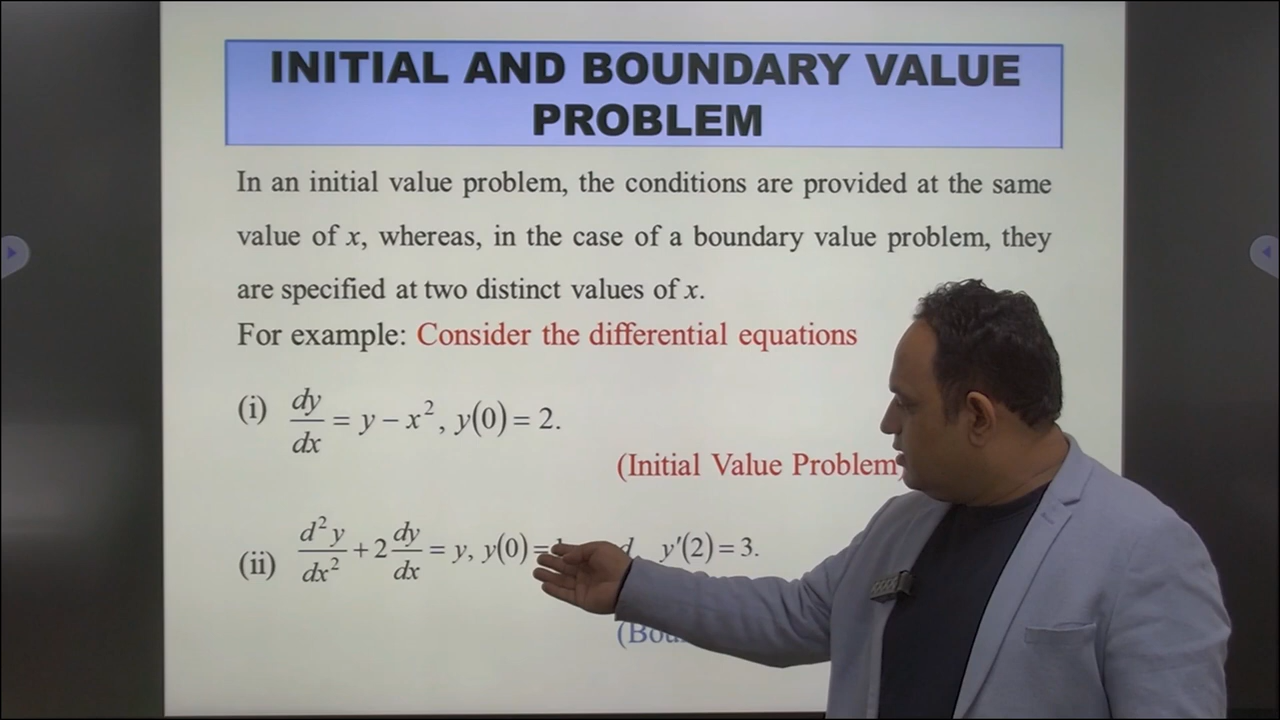 INITIAL AND BOUNDARY VALUE
PROBLEM
In an initial value problem, the conditions are provided at the same
value of x, whereas, in the case of a boundary value problem, they
are specified at two distinct values of x.
For example: Consider the differential equations
(i) dy/dx = y − x², y(0) = 2.
(Initial Value Problem)
(ii) d²y/dx² + 2 dy/dx = y, y(0) = y′(2) = 3.